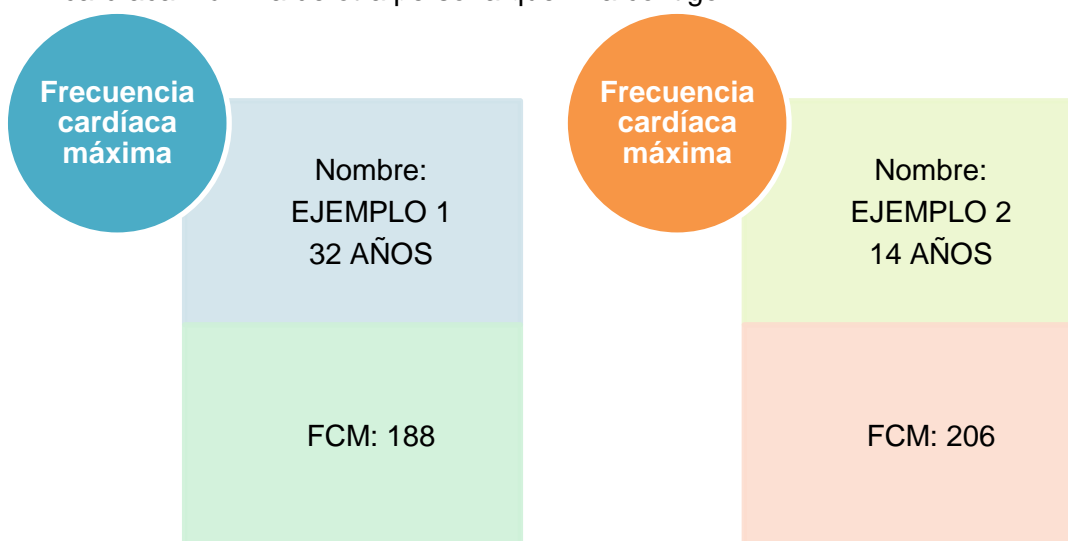 Frecuencia
cardíaca
máxima
Nombre:
EJEMPLO 1
32 AÑOS
FCM: 188
Frecuencia
cardíaca
máxima
Nombre:
EJEMPLO 2
14 AÑOS
FCM: 206